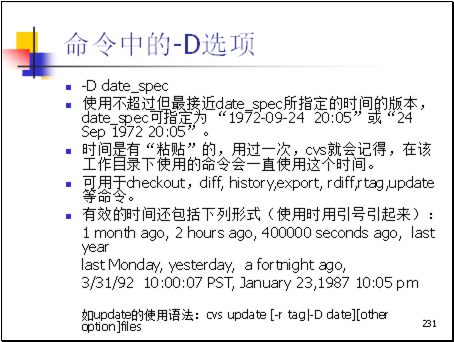 命令中的-D选项
-D date_spec
使用不超过但最接近date_spec所指定的时间的版本，
date_spec可指定为 “1972-09-24 20:05”或“24
Sep 1972 20:05”。
时间是有“粘贴”的，用过一次，cvs就会记得，在该
工作目录下使用的命令会一直使用这个时间。
可用于checkout，diff, history,export, rdiff,rtag,update
等命令。
有效的时间还包括下列形式（使用时用引号引起来）：
1 month ago, 2 hours ago, 400000 seconds ago, last
year
last Monday, yesterday, a fortnight ago,
3/31/92 10:00:07 PST, January 23,1987 10:05 pm
如update的使用语法：cvs update [-r tag|-D date][other
option]files
231